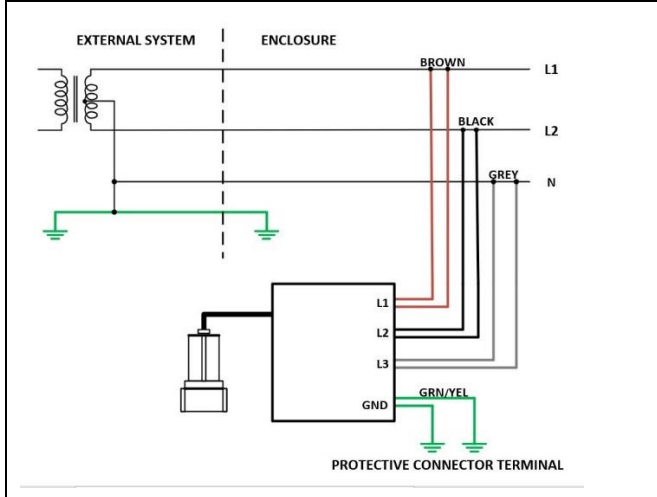 EXTERNAL SYSTEM
ENCLOSURE
BROWN
L1
BLACK
L2
GREY
N
L1
L2
L3
GRN/YEL
GND
PROTECTIVE CONNECTOR TERMINAL